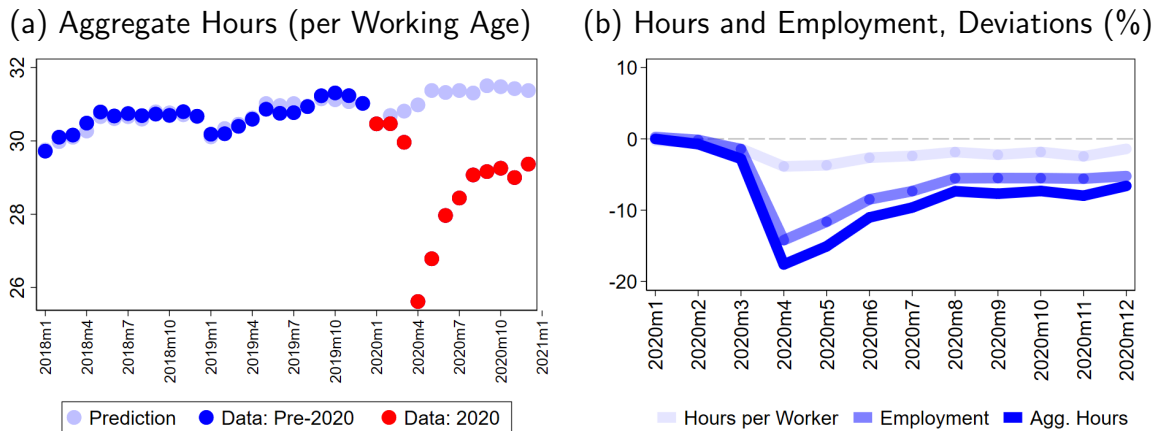 (a) Aggregate Hours (per Working Age)
32
30
28
26
2018m1
2018m4
2018m7
2018m10
2019m1
2019m4
2019m7
2019m10
2020m1
2020m4
2020m7
2020m10
2021m1
Prediction Data: Pre-2020 Data: 2020
(b) Hours and Employment, Deviations (%)
10
0
-10
-20
2020m1
2020m2
2020m3
2020m4
2020m5
2020m6
2020m7
2020m8
2020m9
2020m10
2020m11
2020m12
Hours per Worker Employment Agg. Hours